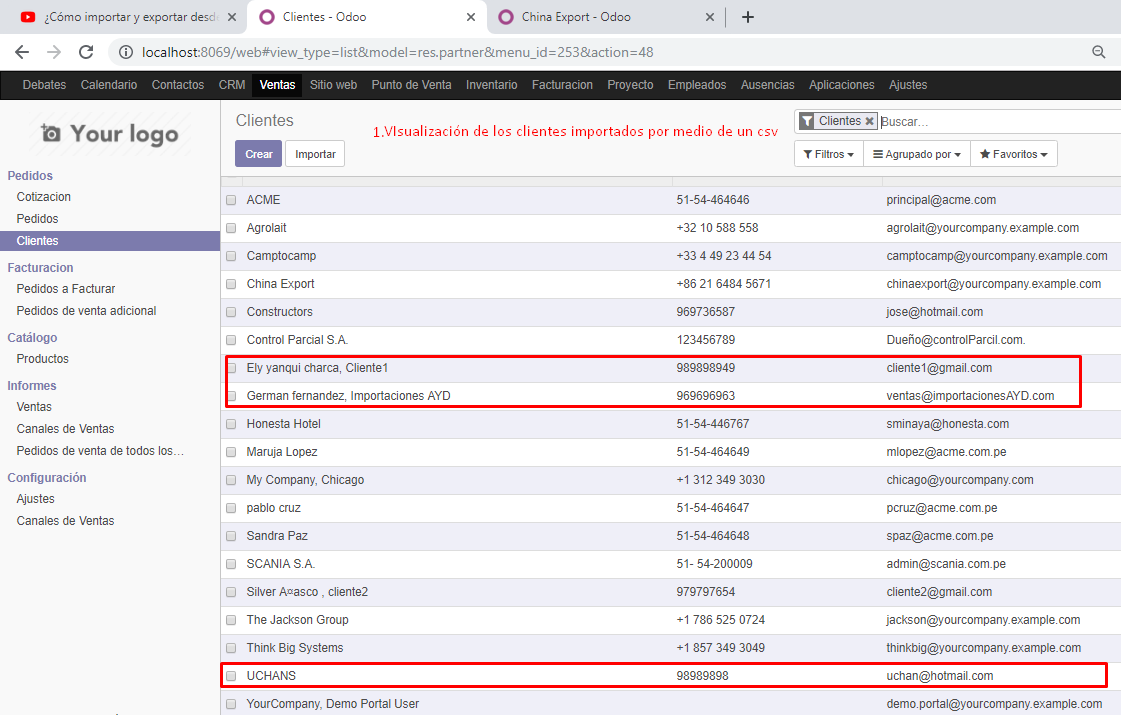 ¿Cómo importar y exportar desd
Clientes - Odoo
China Export - Odoo
localhost:8069/web#view_type=list&model=res.partner&menu_id=253&action=48
Debates Calendario Contactos CRM Ventas Sitio web Punto de Venta Inventario Facturacion Proyecto Empleados Ausencias Aplicaciones Ajustes
Your logo
Pedidos
Cotizacion
Pedidos
Clientes
Facturacion
Pedidos a Facturar
Pedidos de venta adicional
Catálogo
Productos
Informes
Ventas
Canales de Ventas
Pedidos de venta de todos los…
Configuración
Ajustes
Canales de Ventas
Clientes
1,VIsualización de los clientes importados por medio de un csv
Clientes Buscar...
Crear Importar
Filtros Agrupado por Favoritos
ACME 51-54-464646 principal@acme.com
Agrolait +32 10 588 558 agrolait@yourcompany.example.com
Camptocamp +33 4 49 23 44 54 camptocamp@yourcompany.example.com
China Export +86 21 6484 5671 chinaexport@yourcompany.example.com
Constructors 969736587 jose@hotmail.com
Control Parcial S.A. 123456789 Dueño@controlParcil.com.
Ely yanqui charca, Cliente1 989898949 cliente1@gmail.com
German fernandez, Importaciones AYD 969696963 ventas@importacionesAYD.com
Honesta Hotel 51-54-446767 sminaya@honesta.com
Maruja Lopez 51-54-464649 mlopez@acme.com.pe
My Company, Chicago +1 312 349 3030 chicago@yourcompany.com
pablo cruz 51-54-464647 pcruz@acme.com.pe
Sandra Paz 51-54-464648 spaz@acme.com.pe
SCANIA S.A. 51- 54-200009 admin@scania.com.pe
Silver A¤asco , cliente2 979797654 cliente2@gmail.com
The Jackson Group +1 786 525 0724 jackson@yourcompany.example.com
Think Big Systems +1 857 349 3049 thinkbig@yourcompany.example.com
UCHANS 98989898 uchan@hotmail.com
YourCompany, Demo Portal User demo.portal@yourcompany.example.com